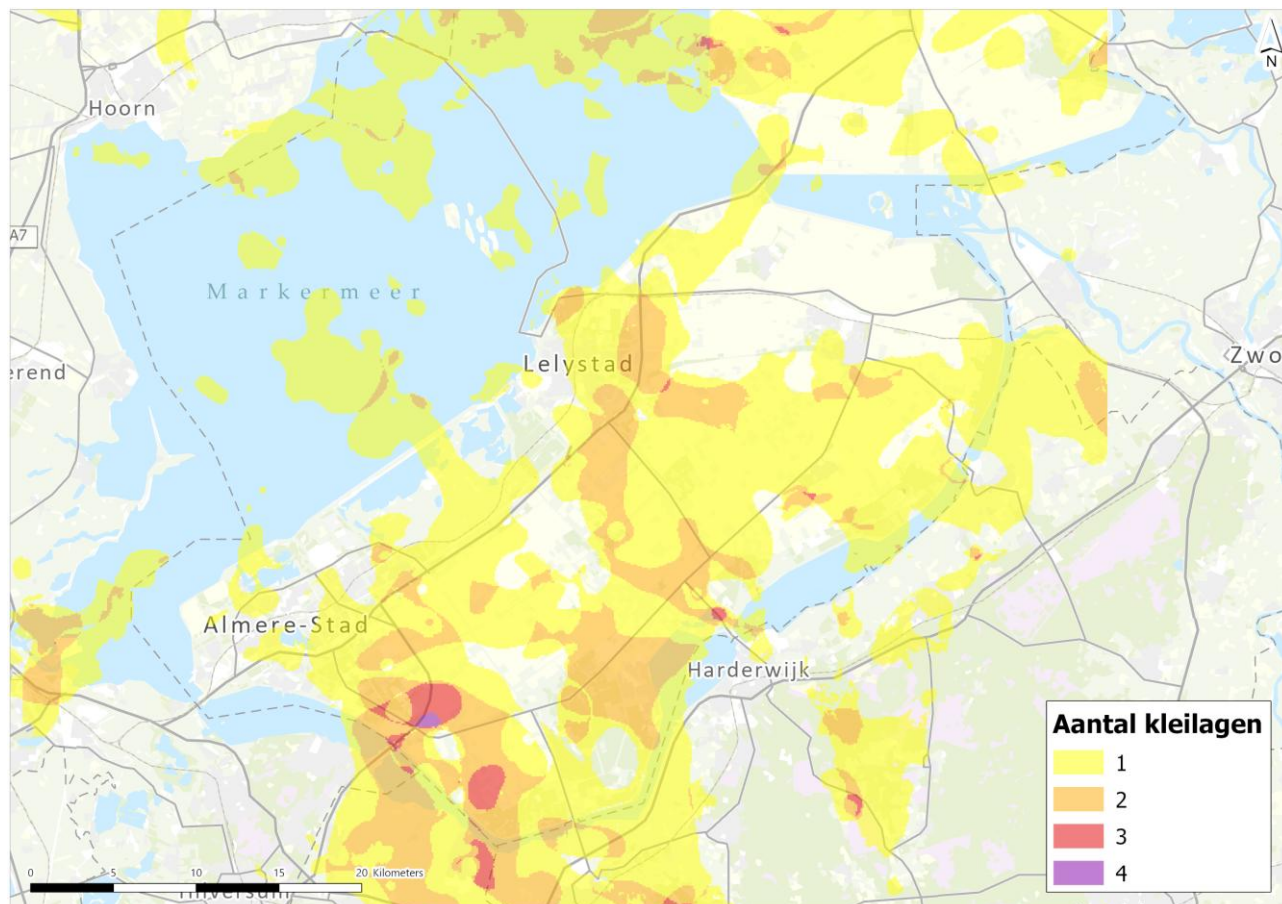 N
Hoorn
A7
Markermeer
erend
Lelystad
Zwo
Almere-Stad
Harderwijk
Aantal kleilagen
1
2
3
4
0 5 10 15 20 Kilometers
Hilversum